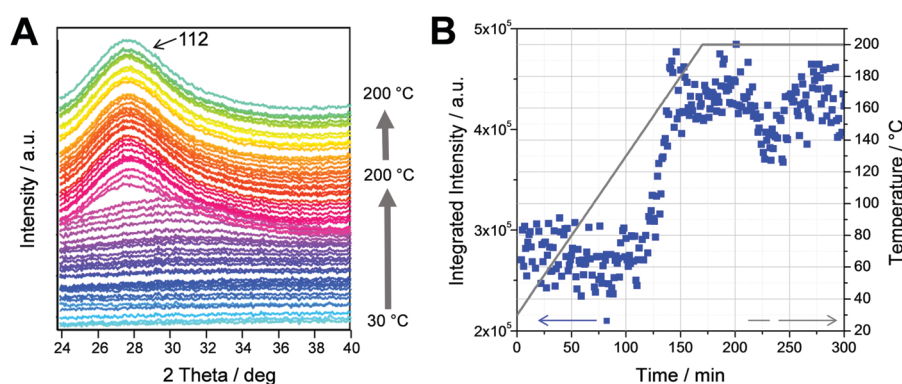 A
112
Intensity / a.u.
200 °C
200 °C
30 °C
24 26 28 30 32 34 36 38 40
2 Theta / deg
B
5x10⁵
4x10⁵
3x10⁵
2x10⁵
Integrated Intensity / a.u.
200
180
160
140
120
100
80
60
40
20
Temperature / °C
0 50 100 150 200 250 300
Time / min